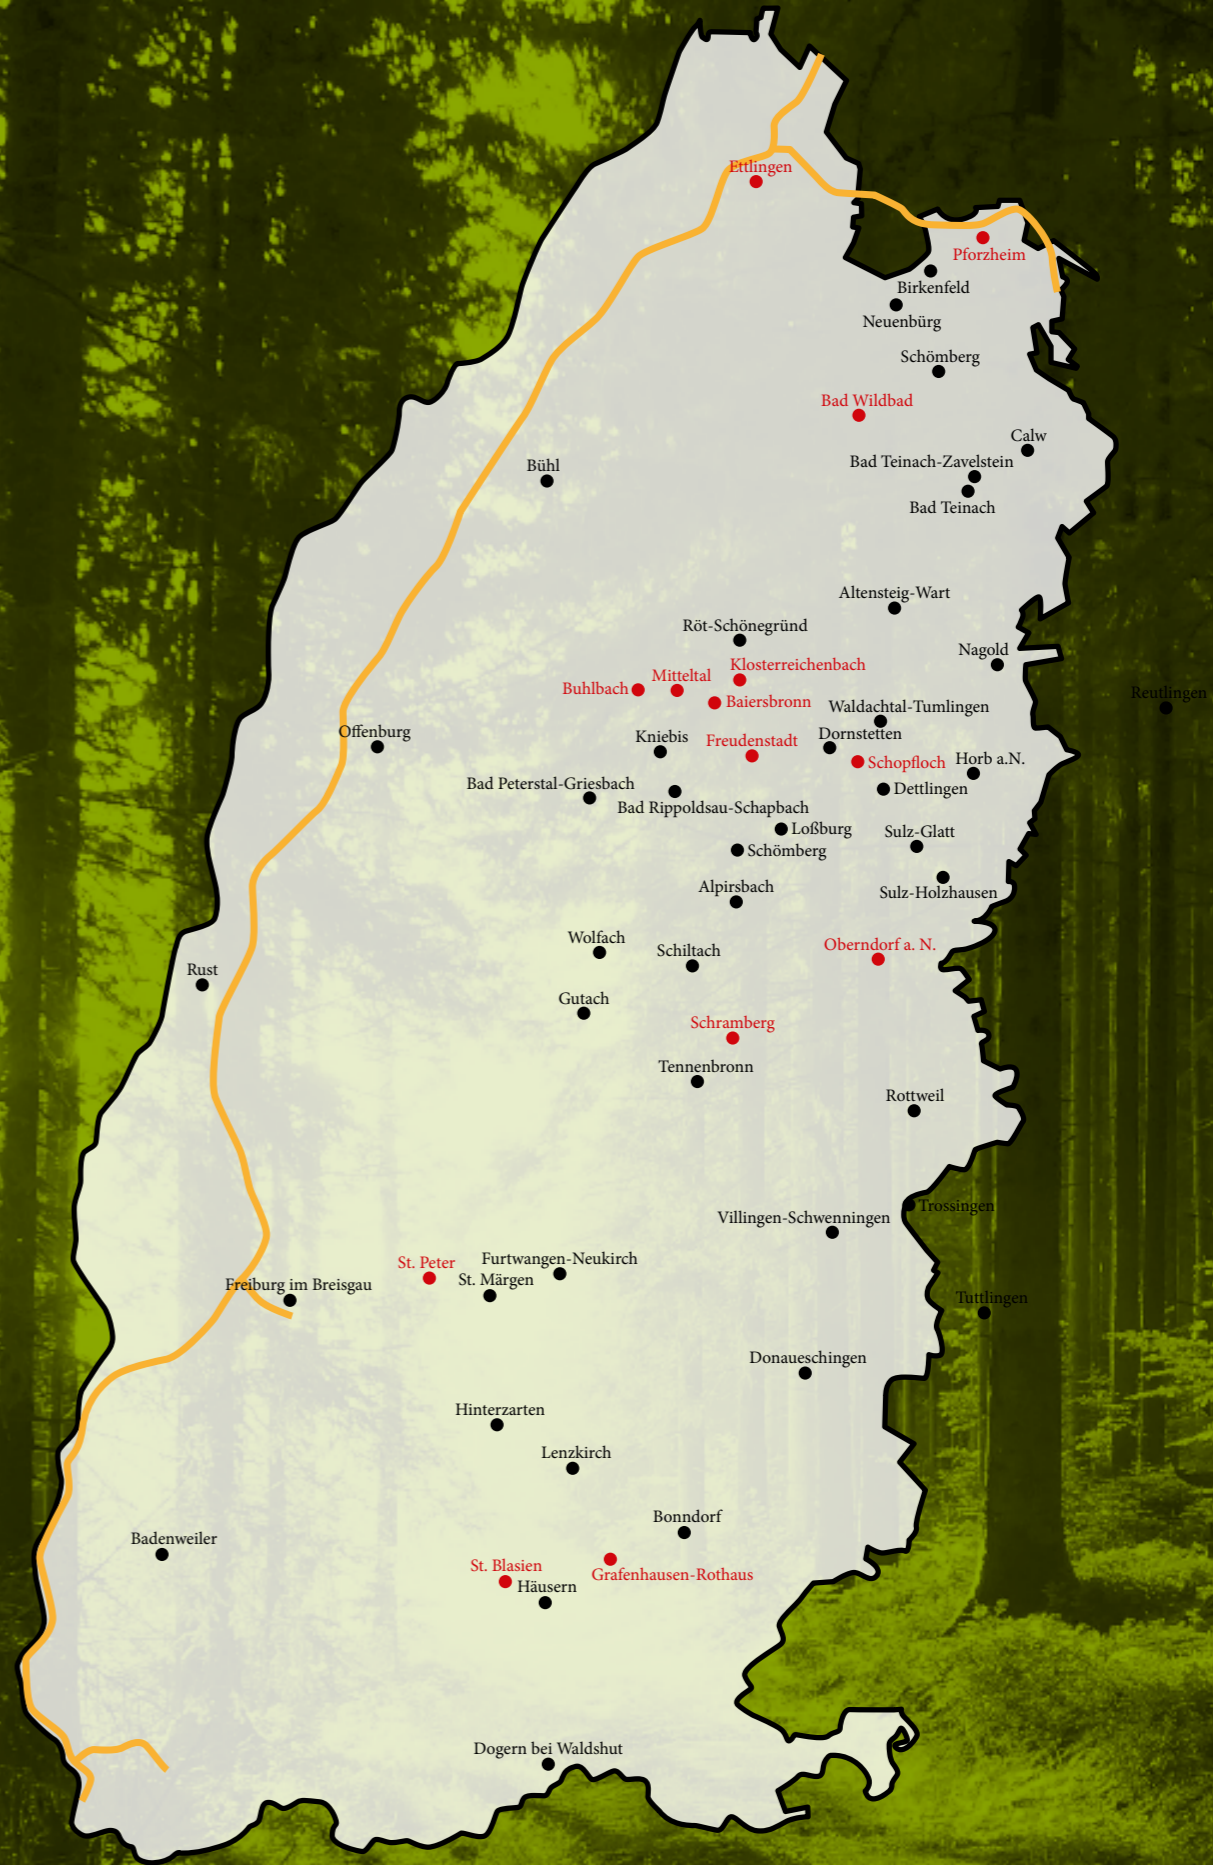 Ettlingen
Pforzheim
Birkenfeld
Neuenbürg
Schömberg
Bad Wildbad
Calw
Bühl
Bad Teinach-Zavelstein
Bad Teinach
Altensteig-Wart
Röt-Schönegründ
Nagold
Klosterreichenbach
Mitteltal
Buhlbach
Reutlingen
Baiersbronn
Waldachtal-Tumlingen
Offenburg
Dornstetten
Kniebis
Freudenstadt
Schopfloch
Horb a.N.
Bad Peterstal-Griesbach
Dettlingen
Bad Rippoldsau-Schapbach
Loßburg
Sulz-Glatt
Schömberg
Alpirsbach
Sulz-Holzhausen
Wolfach
Oberndorf a. N.
Schiltach
Rust
Gutach
Schramberg
Tennenbronn
Rottweil
Trossingen
Villingen-Schwenningen
Furtwangen-Neukirch
St. Peter
St. Märgen
Freiburg im Breisgau
Tuttlingen
Donaueschingen
Hinterzarten
Lenzkirch
Bonndorf
Badenweiler
St. Blasien
Grafenhausen-Rothaus
Häusern
Dogern bei Waldshut